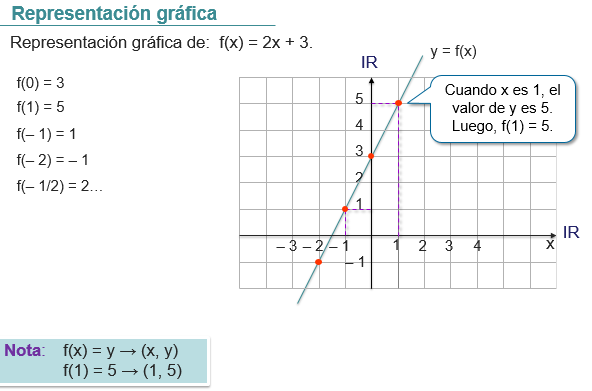 Representación gráfica
Representación gráfica de: f(x) = 2x + 3.
f(0) = 3
f(1) = 5
f(– 1) = 1
f(– 2) = – 1
f(– 1/2) = 2…
IR
y = f(x)
Cuando x es 1, el
valor de y es 5.
Luego, f(1) = 5.
5
4
3
2
1
– 3 – 2 – 1 1 2 3 4 x IR
– 1
Nota: f(x) = y → (x, y)
f(1) = 5 → (1, 5)